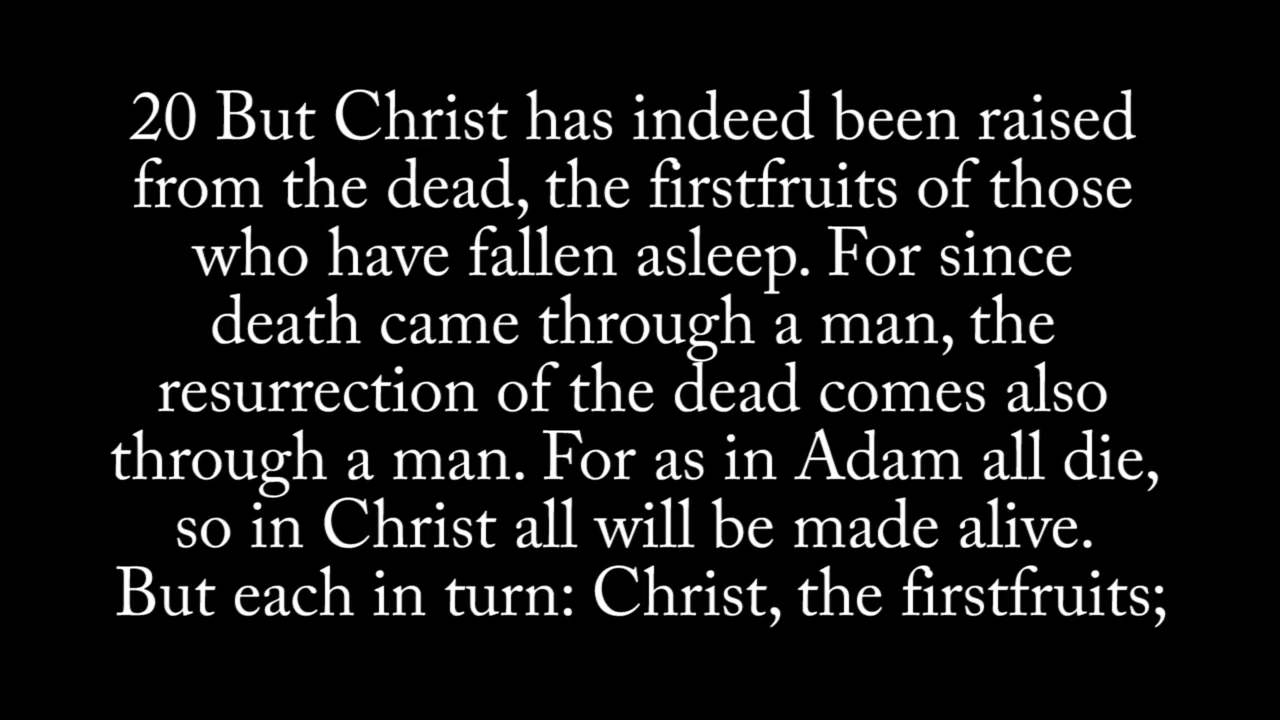 20 But Christ has indeed been raised
from the dead, the firstfruits of those
who have fallen asleep. For since
death came through a man, the
resurrection of the dead comes also
through a man. For as in Adam all die,
so in Christ all will be made alive.
But each in turn: Christ, the firstfruits;